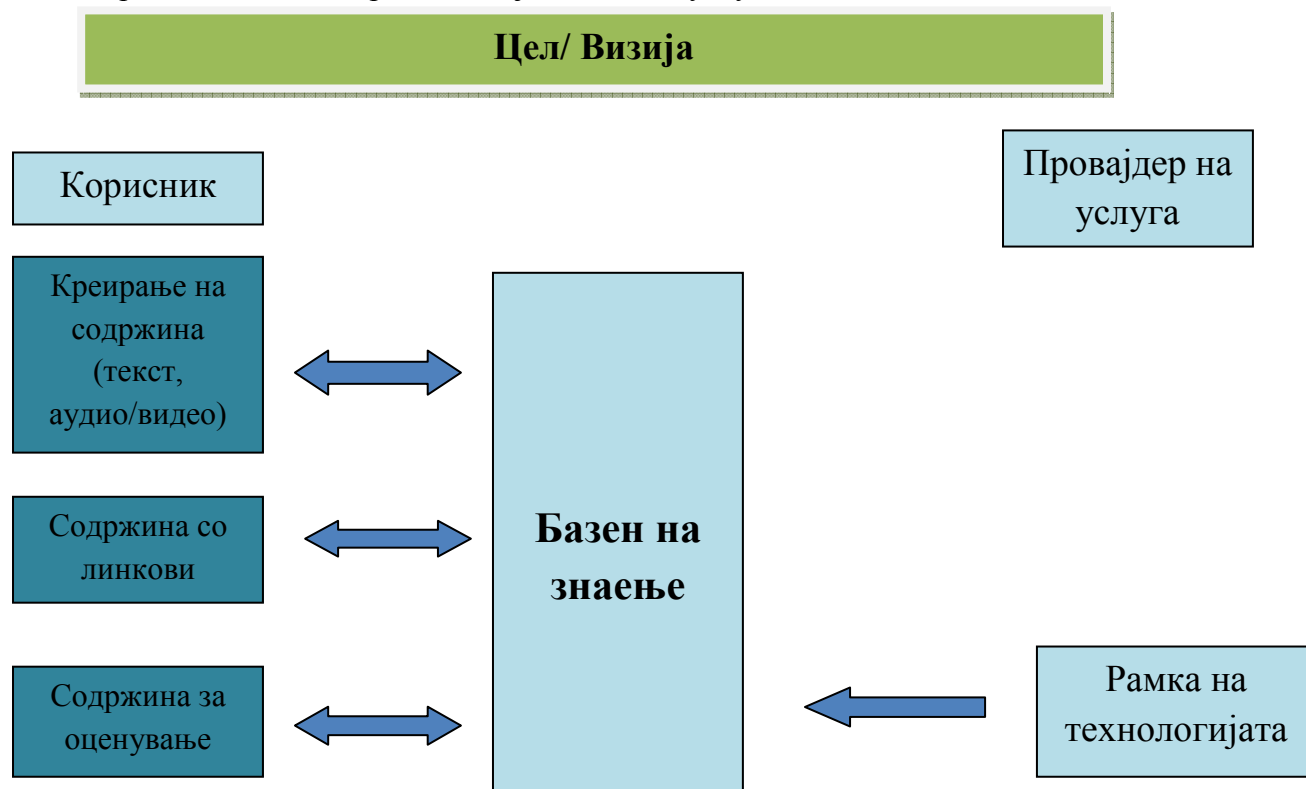 Цел/ Визија
Корисник
Провајдер на
услуга
Креирање на
содржина
(текст,
аудио/видео)
Содржина со
линкови
Базен на
знаење
Содржина за
оценување
Рамка на
технологијата